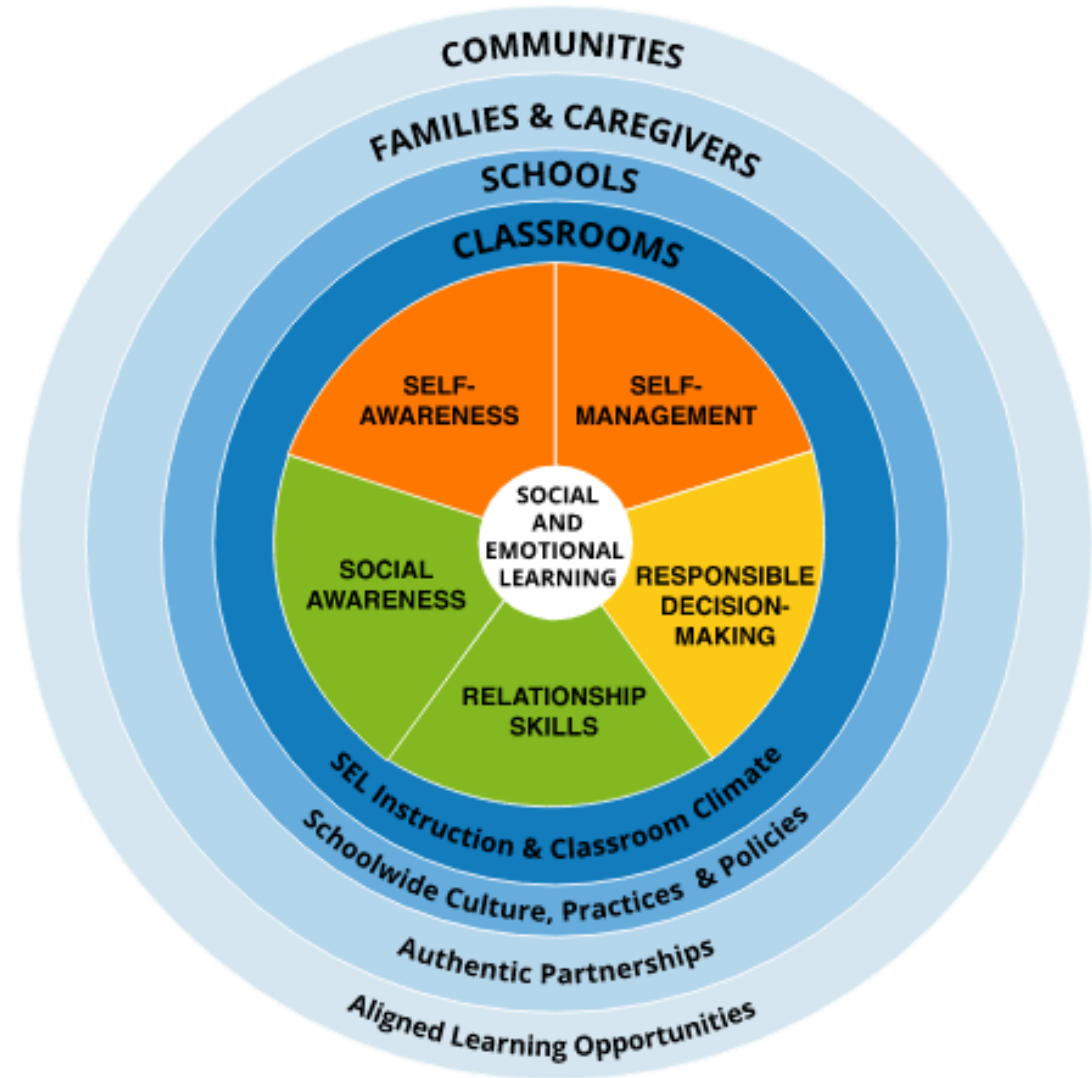 COMMUNITIES
FAMILIES & CAREGIVERS
SCHOOLS
CLASSROOMS
SELF-
AWARENESS
SELF-
MANAGEMENT
SOCIAL
AND
EMOTIONAL
LEARNING
SOCIAL
AWARENESS
RESPONSIBLE
DECISION-
MAKING
RELATIONSHIP
SKILLS
SEL Instruction & Classroom Climate
Schoolwide Culture, Practices & Policies
Authentic Partnerships
Aligned Learning Opportunities